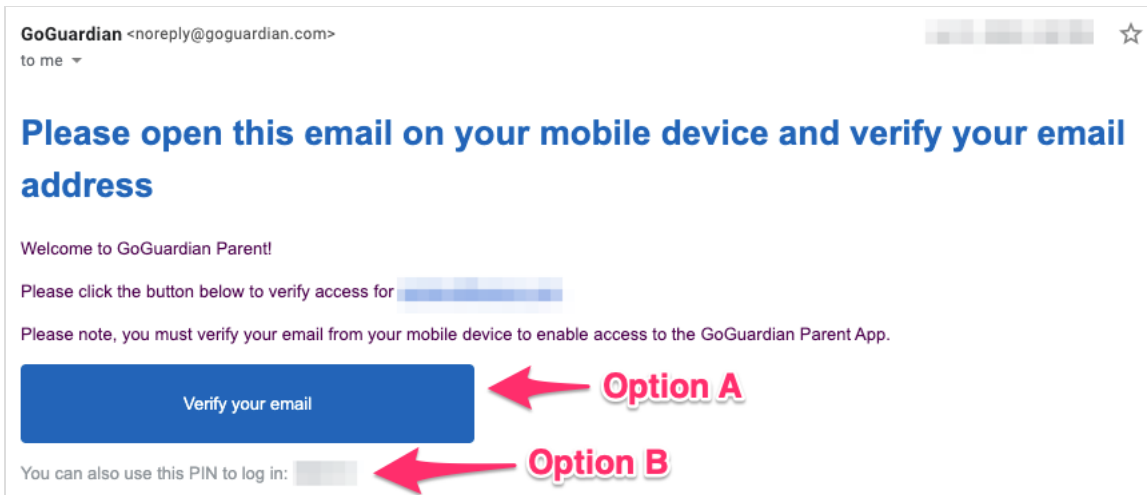 GoGuardian <noreply@goguardian.com>
to me
Please open this email on your mobile device and verify your email
address
Welcome to GoGuardian Parent!
Please click the button below to verify access for
Please note, you must verify your email from your mobile device to enable access to the GoGuardian Parent App.
Verify your email
Option A
You can also use this PIN to log in:
Option B